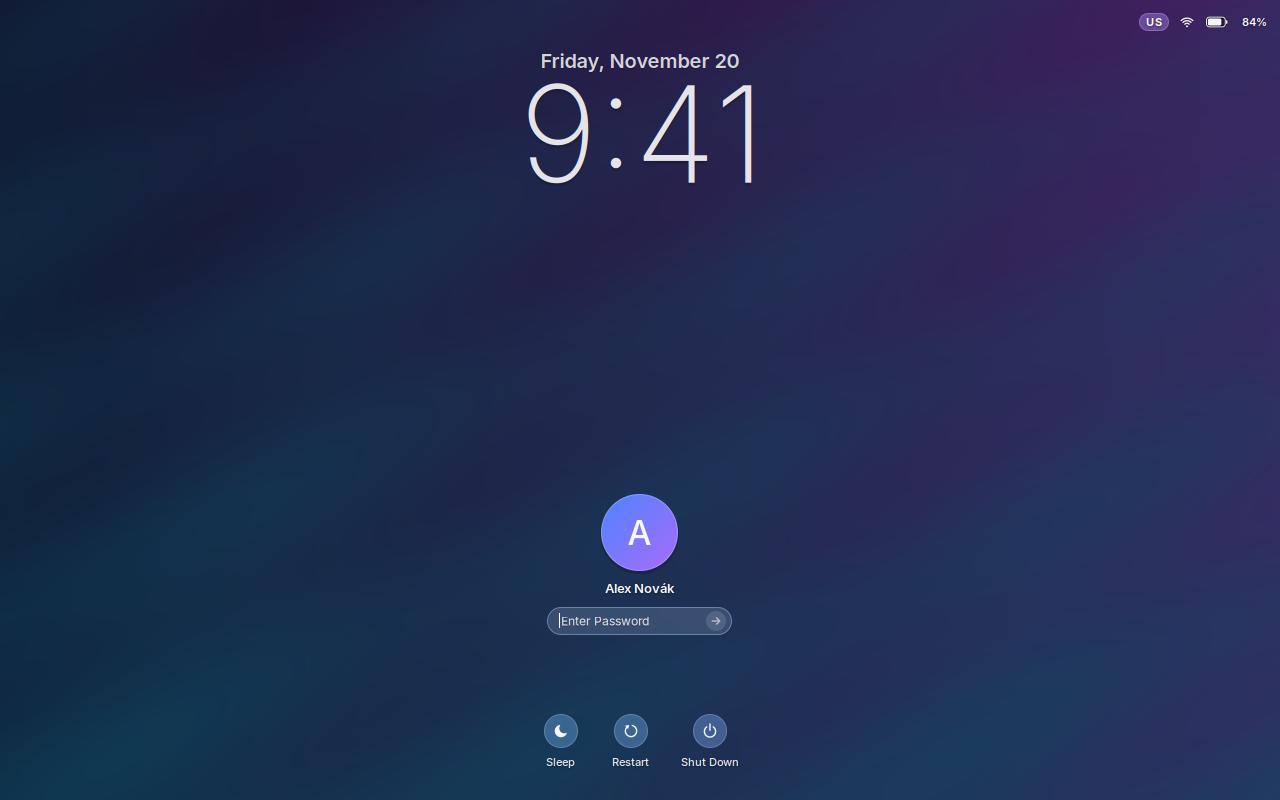 US 84%
Friday, November 20
9:41
A
Alex Novák
Enter Password
Sleep Restart Shut Down